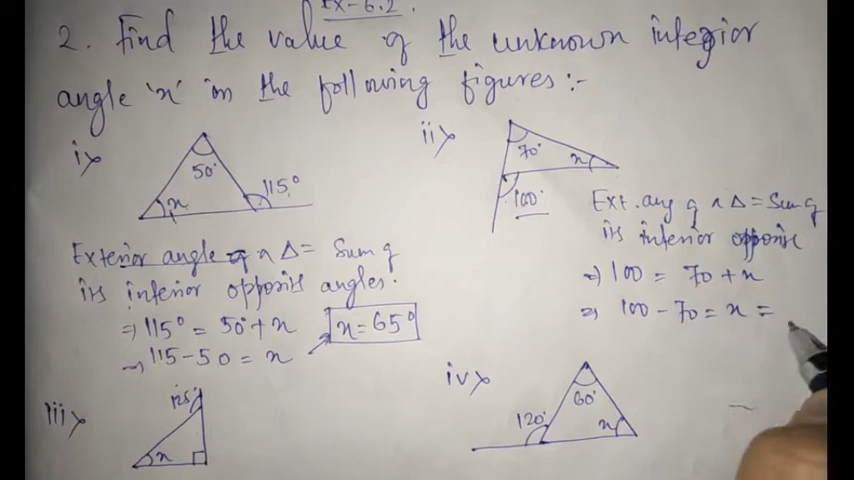 Ex-6.2.
2. Find the value of the unknown interior
angle 'x' in the following figures:-
i>
50°
x
115°
Exterior angle of a Δ = Sum of
its interior opposite angles.
⇒ 115° = 50° + x
→ 115 - 50 = x
x = 65°
ii>
70°
x
100°
Ext. ang of a Δ = Sum of
its interior opposite
⇒ 100 = 70 + x
⇒ 100 - 70 = x =
iii>
125°
x
iv>
120°
60°
x